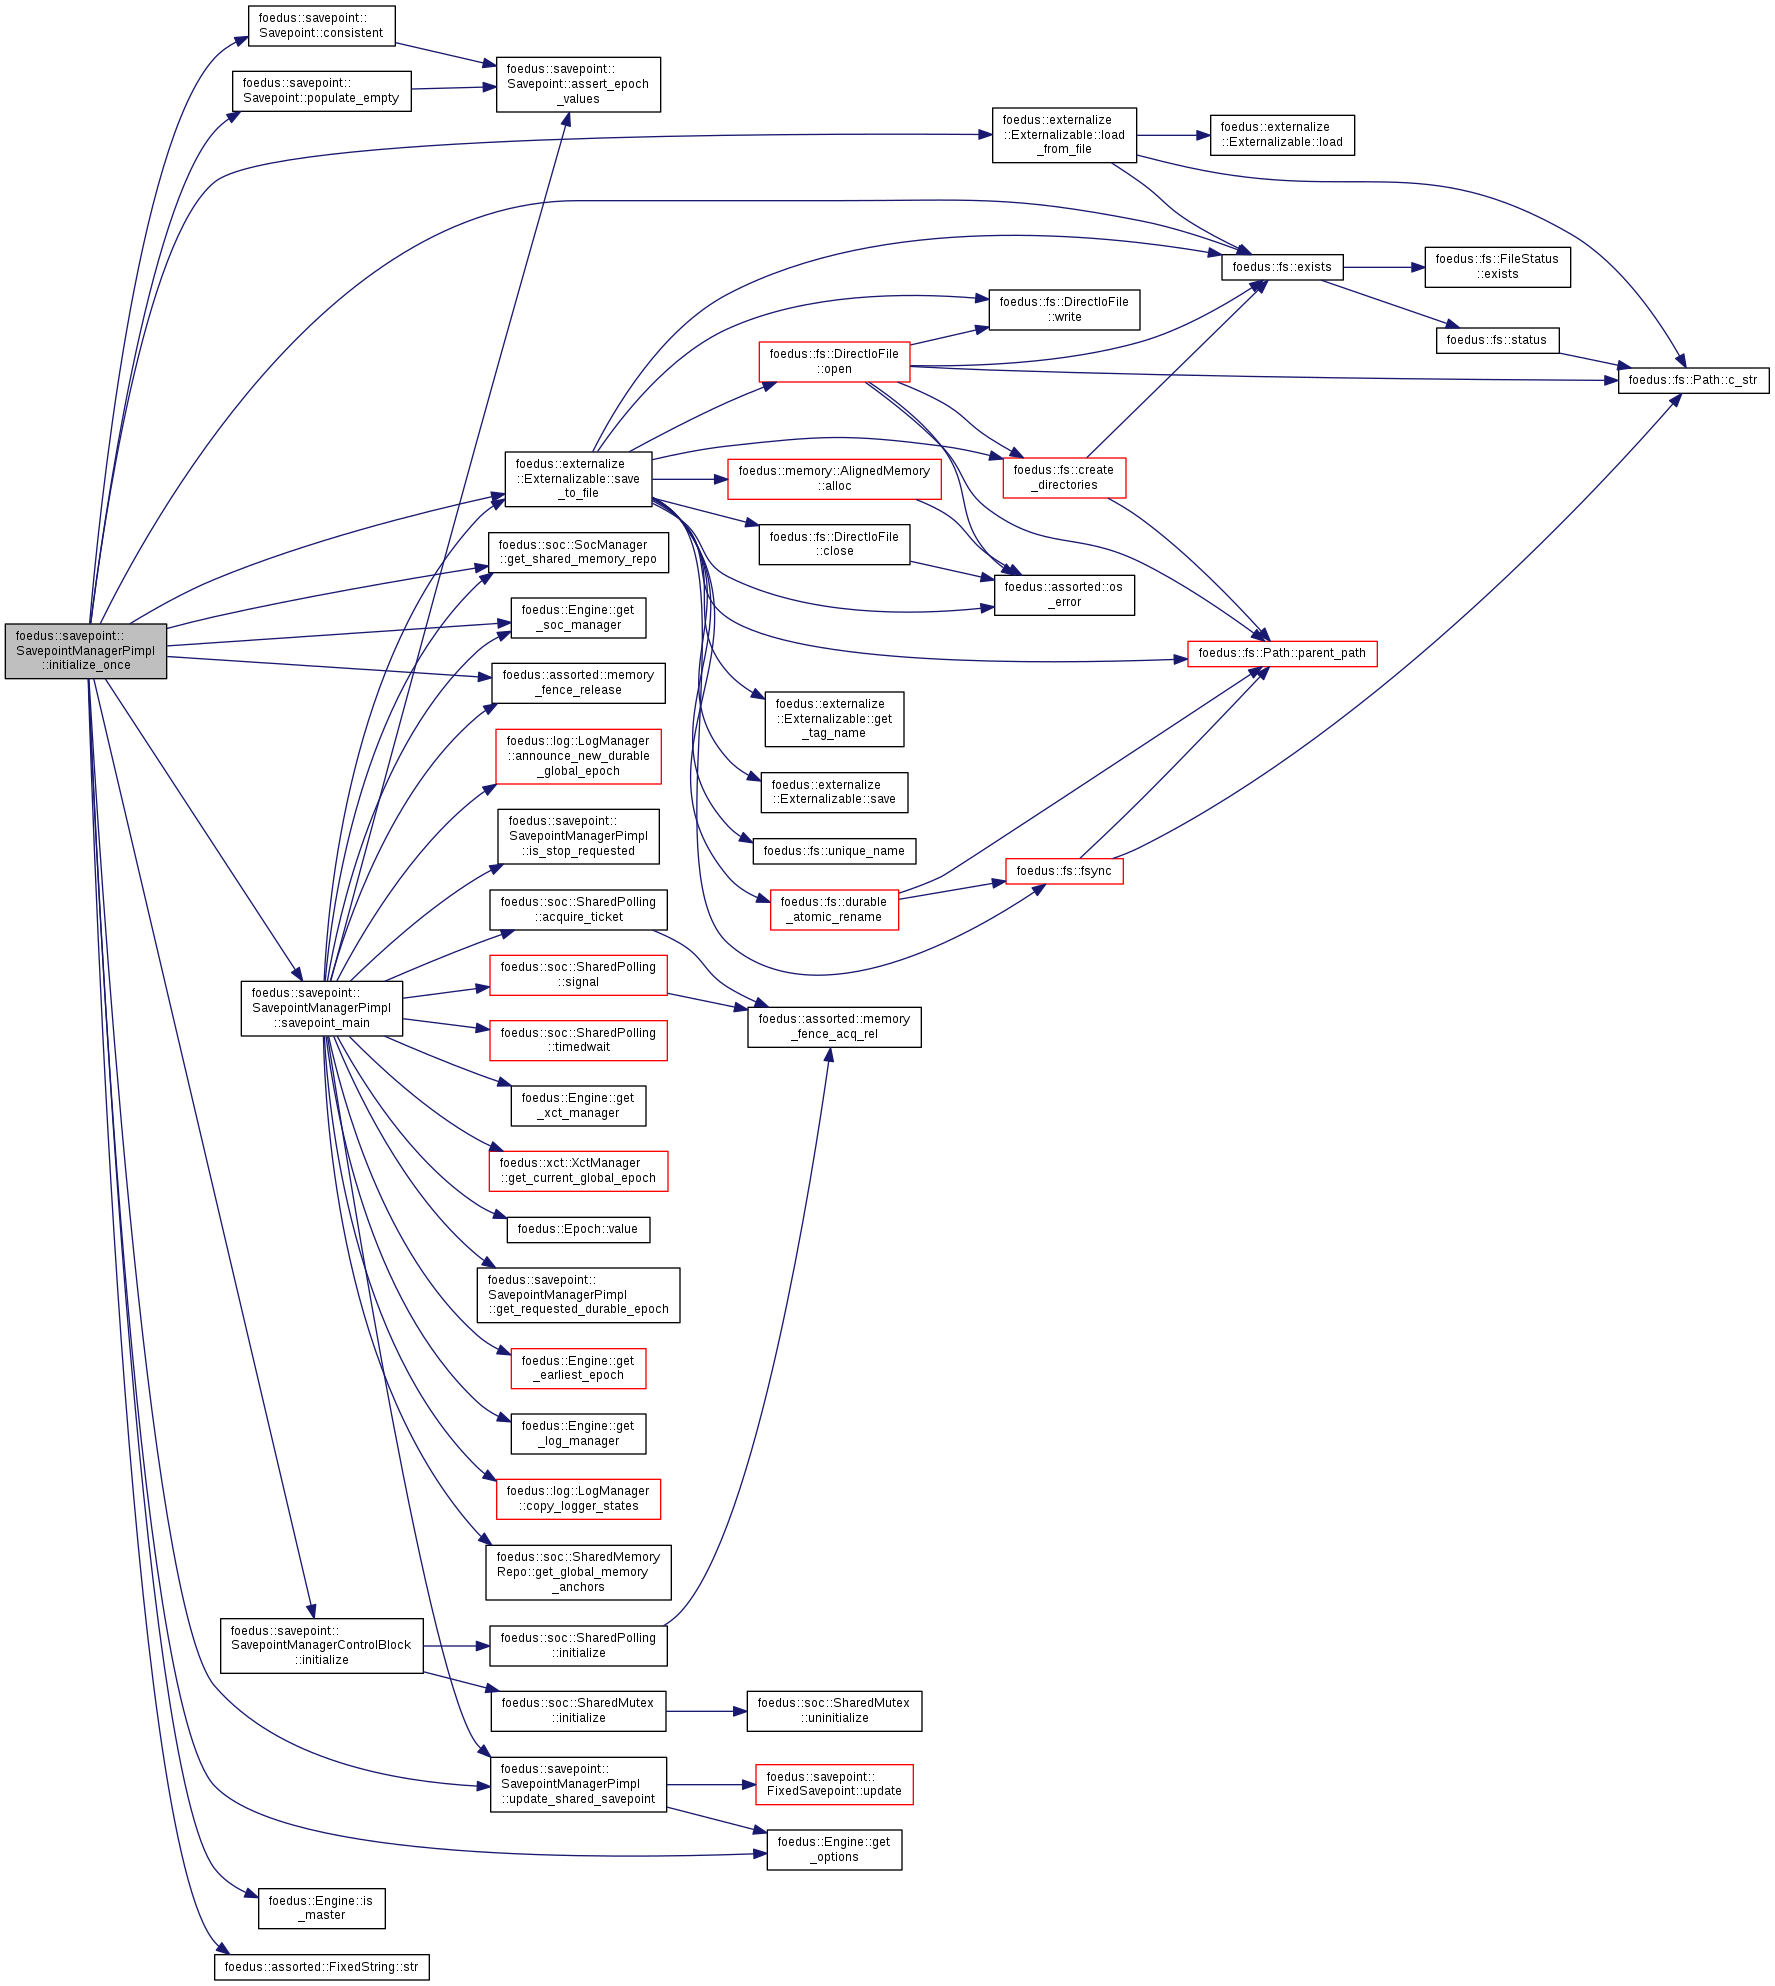 foedus::savepoint::
Savepoint::consistent
foedus::savepoint::
Savepoint::populate_empty
foedus::savepoint::
Savepoint::assert_epoch
_values
foedus::externalize
::Externalizable::load
_from_file
foedus::externalize
::Externalizable::load
foedus::fs::exists
foedus::fs::FileStatus
::exists
foedus::fs::DirectIoFile
::write
foedus::fs::status
foedus::fs::DirectIoFile
::open
foedus::fs::Path::c_str
foedus::externalize
::Externalizable::save
_to_file
foedus::memory::AlignedMemory
::alloc
foedus::fs::create
_directories
foedus::fs::DirectIoFile
::close
foedus::soc::SocManager
::get_shared_memory_repo
foedus::assorted::os
_error
foedus::Engine::get
_soc_manager
foedus::savepoint::
SavepointManagerPimpl
::initialize_once
foedus::fs::Path::parent_path
foedus::assorted::memory
_fence_release
foedus::externalize
::Externalizable::get
_tag_name
foedus::log::LogManager
::announce_new_durable
_global_epoch
foedus::externalize
::Externalizable::save
foedus::savepoint::
SavepointManagerPimpl
::is_stop_requested
foedus::fs::unique_name
foedus::fs::fsync
foedus::soc::SharedPolling
::acquire_ticket
foedus::fs::durable
_atomic_rename
foedus::soc::SharedPolling
::signal
foedus::savepoint::
SavepointManagerPimpl
::savepoint_main
foedus::assorted::memory
_fence_acq_rel
foedus::soc::SharedPolling
::timedwait
foedus::Engine::get
_xct_manager
foedus::xct::XctManager
::get_current_global_epoch
foedus::Epoch::value
foedus::savepoint::
SavepointManagerPimpl
::get_requested_durable_epoch
foedus::Engine::get
_earliest_epoch
foedus::Engine::get
_log_manager
foedus::log::LogManager
::copy_logger_states
foedus::soc::SharedMemory
Repo::get_global_memory
_anchors
foedus::savepoint::
SavepointManagerControlBlock
::initialize
foedus::soc::SharedPolling
::initialize
foedus::soc::SharedMutex
::initialize
foedus::soc::SharedMutex
::uninitialize
foedus::savepoint::
SavepointManagerPimpl
::update_shared_savepoint
foedus::savepoint::
FixedSavepoint::update
foedus::Engine::get
_options
foedus::Engine::is
_master
foedus::assorted::FixedString::str